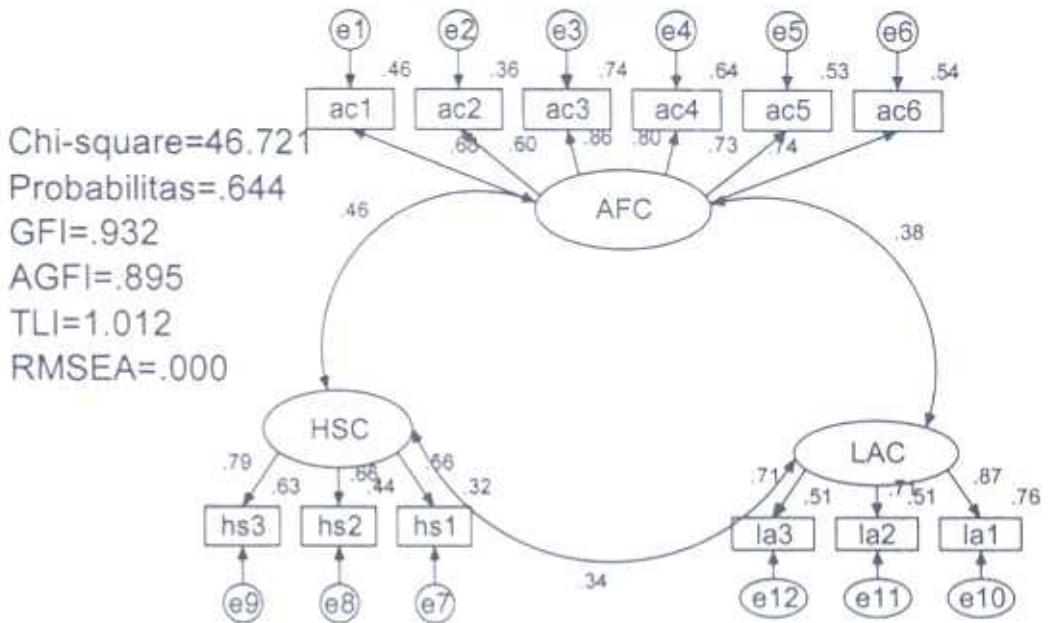 e1 e2 e3 e4 e5 e6
.46 .36 .74 .64 .53 .54
ac1 ac2 ac3 ac4 ac5 ac6
Chi-square=46.721
.60 .86 .80 .73 .74
Probabilitas=.644
AFC
.46
GFI=.932
.38
AGFI=.895
TLI=1.012
RMSEA=.000
HSC
LAC
.79 .66 .56 .71 .71 .87
.63 .44 .32 .51 .51 .76
hs3 hs2 hs1 la3 la2 la1
.34
e9 e8 e7 e12 e11 e10